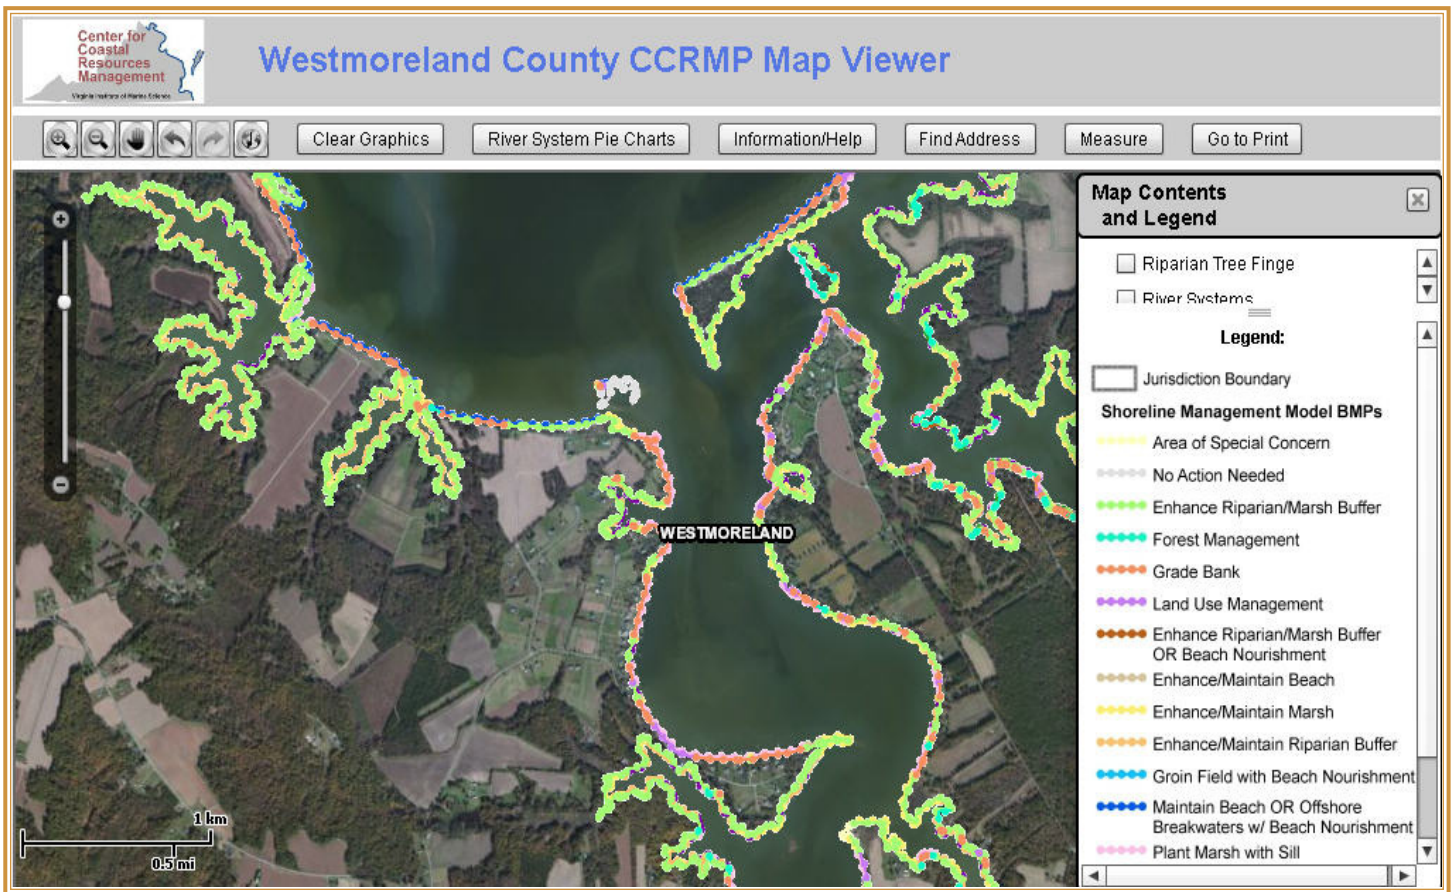 Center for
Coastal
Resources
Management
Virginia Institute of Marine Science
Westmoreland County CCRMP Map Viewer
Clear Graphics
River System Pie Charts
Information/Help
Find Address
Measure
Go to Print
Map Contents
and Legend
Riparian Tree Finge
River Systems
Legend:
Jurisdiction Boundary
Shoreline Management Model BMPs
Area of Special Concern
No Action Needed
Enhance Riparian/Marsh Buffer
Forest Management
Grade Bank
Land Use Management
Enhance Riparian/Marsh Buffer
OR Beach Nourishment
Enhance/Maintain Beach
Enhance/Maintain Marsh
Enhance/Maintain Riparian Buffer
Groin Field with Beach Nourishment
Maintain Beach OR Offshore
Breakwaters w/ Beach Nourishment
Plant Marsh with Sill
WESTMORELAND
1 km
0.5 mi